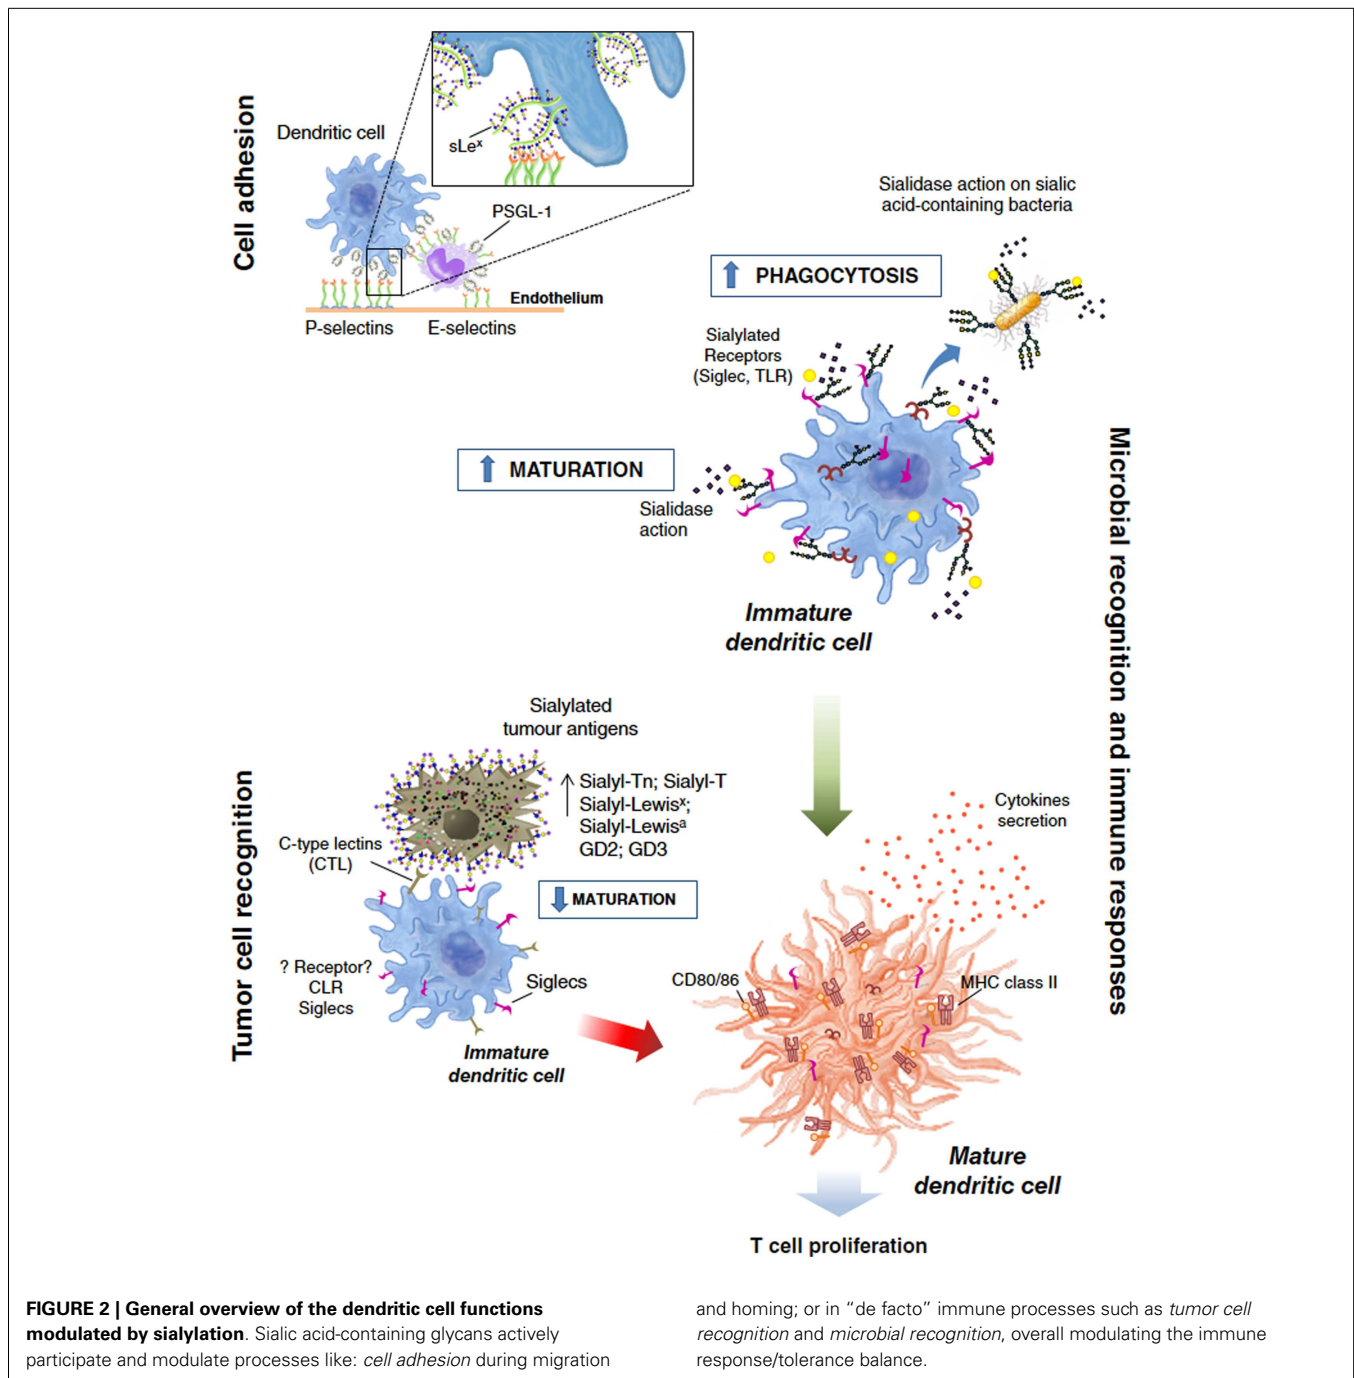 Cell adhesion
Dendritic cell
sLex
PSGL-1
Endothelium
P-selectins
E-selectins
Sialidase action on sialic
acid-containing bacteria
PHAGOCYTOSIS
Sialylated
Receptors
(Siglec, TLR)
MATURATION
Sialidase
action
Immature
dendritic cell
Microbial recognition and immune responses
Sialylated
tumour antigens
Sialyl-Tn; Sialyl-T
Sialyl-Lewisx;
Sialyl-Lewisa
GD2; GD3
Tumor cell recognition
C-type lectins
(CTL)
MATURATION
? Receptor?
CLR
Siglecs
Siglecs
Immature
dendritic cell
Cytokines
secretion
CD80/86
MHC class II
Mature
dendritic cell
T cell proliferation
FIGURE 2 | General overview of the dendritic cell functions
modulated by sialylation. Sialic acid-containing glycans actively
participate and modulate processes like: cell adhesion during migration
and homing; or in “de facto” immune processes such as tumor cell
recognition and microbial recognition, overall modulating the immune
response/tolerance balance.